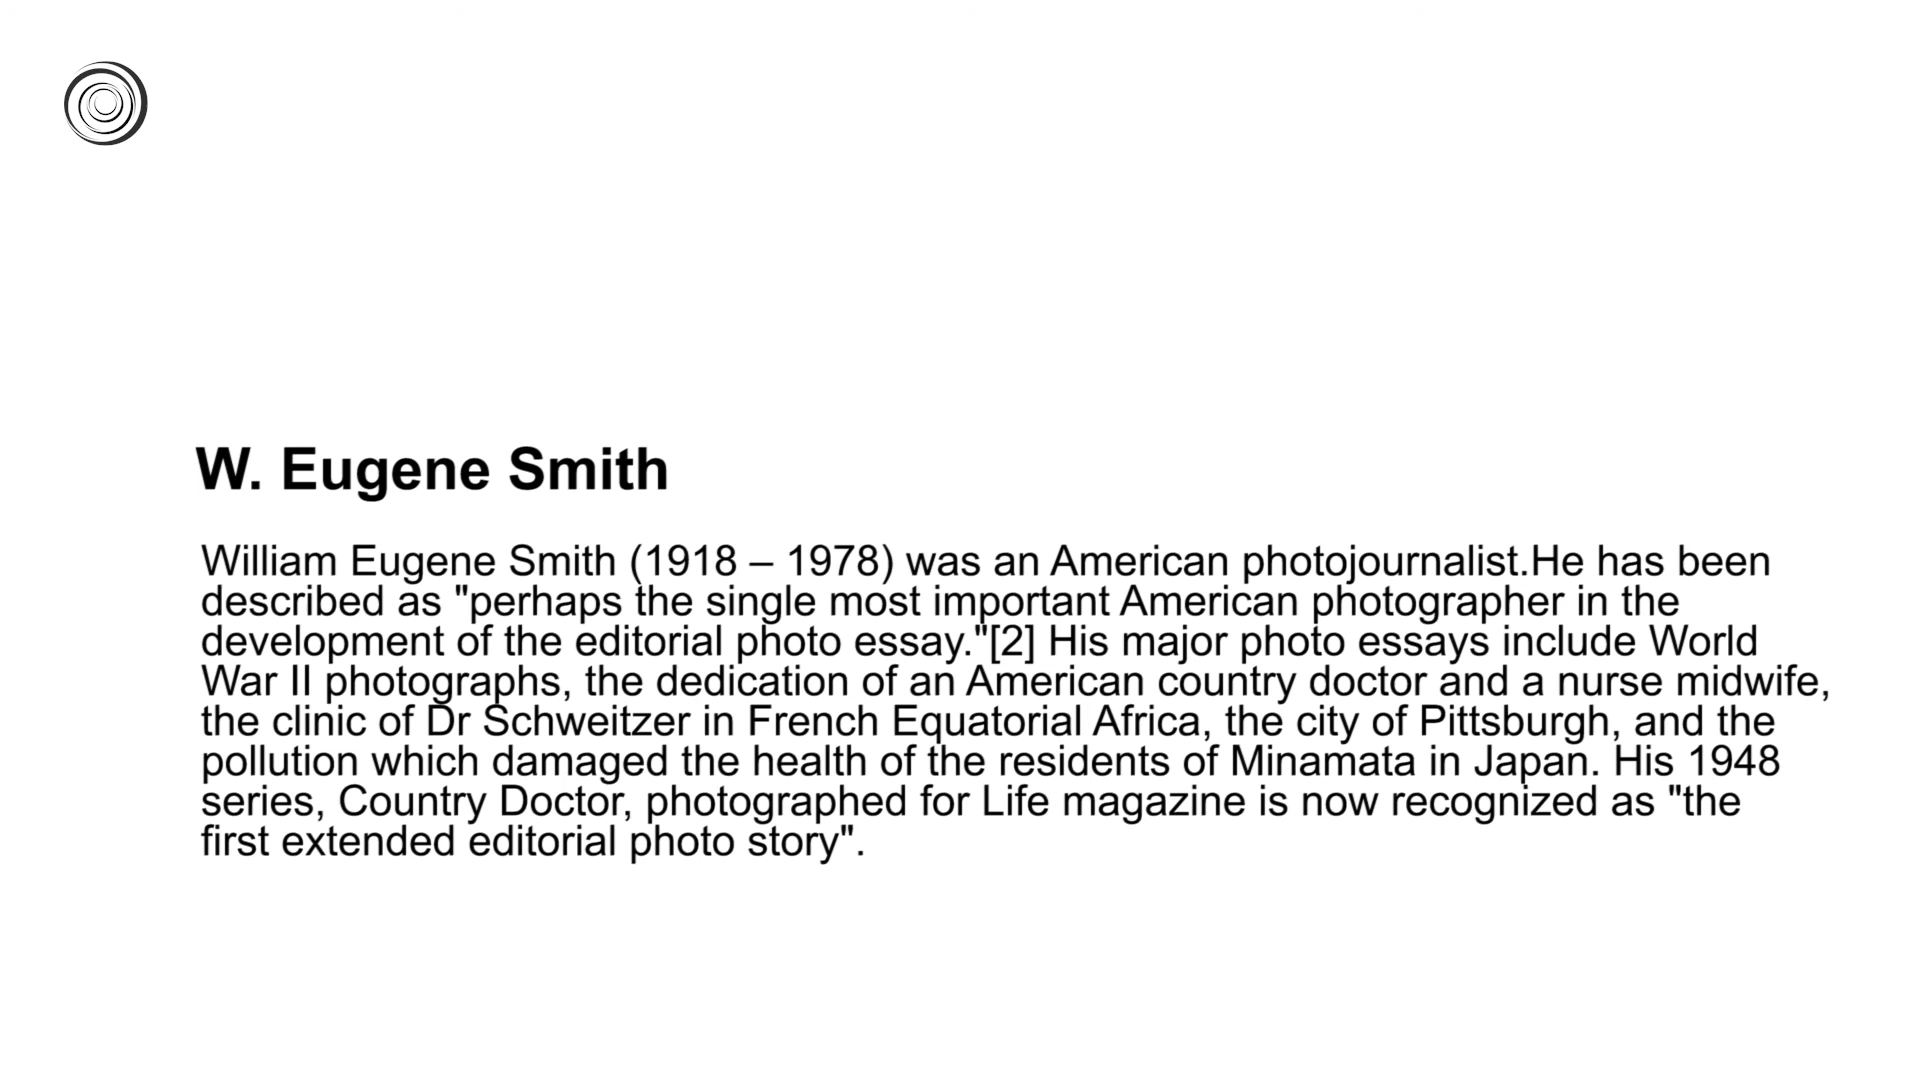 W. Eugene Smith
William Eugene Smith (1918 – 1978) was an American photojournalist.He has been
described as "perhaps the single most important American photographer in the
development of the editorial photo essay."[2] His major photo essays include World
War II photographs, the dedication of an American country doctor and a nurse midwife,
the clinic of Dr Schweitzer in French Equatorial Africa, the city of Pittsburgh, and the
pollution which damaged the health of the residents of Minamata in Japan. His 1948
series, Country Doctor, photographed for Life magazine is now recognized as "the
first extended editorial photo story".